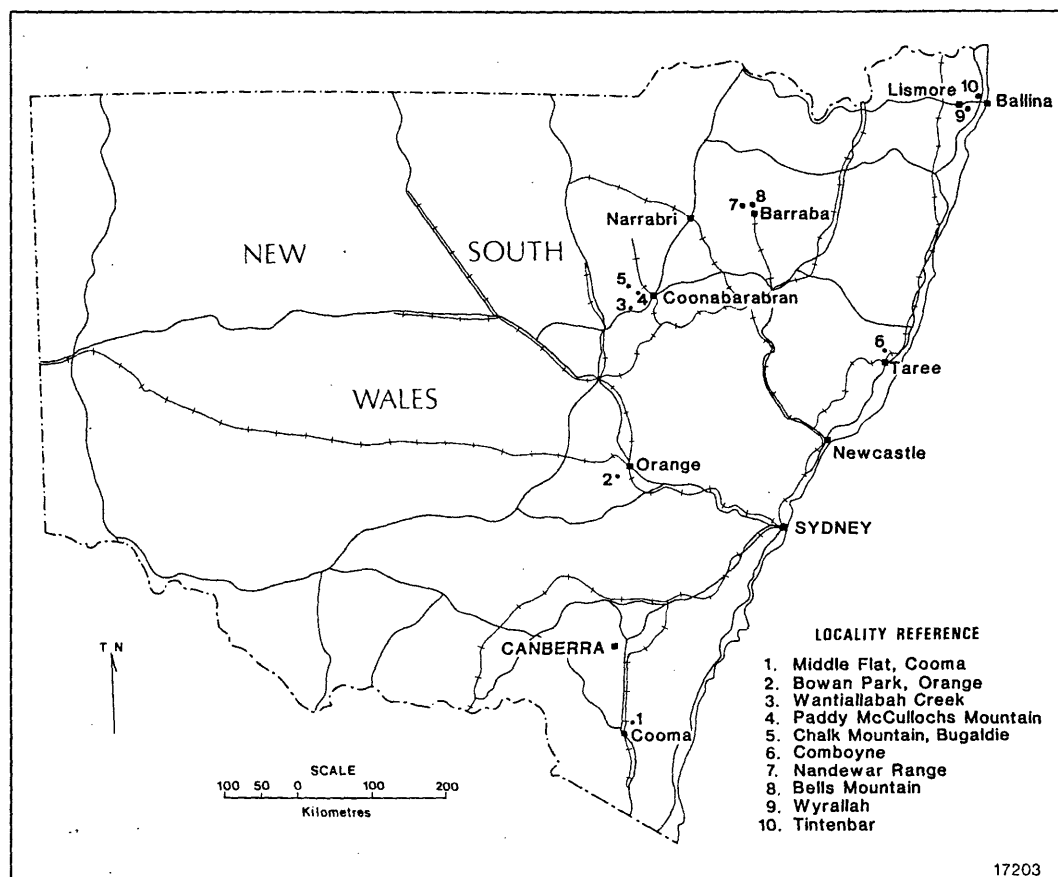 Lismore
10
Ballina
9
7
8
Barraba
Narrabri
NEW
SOUTH
5
4
Coonabarabran
3
6
Taree
WALES
Newcastle
Orange
2
SYDNEY
CANBERRA
T N
1
Cooma
SCALE
100 50 0 100 200
Kilometres
LOCALITY REFERENCE
1. Middle Flat, Cooma
2. Bowan Park, Orange
3. Wantiallabah Creek
4. Paddy McCullochs Mountain
5. Chalk Mountain, Bugaldie
6. Comboyne
7. Nandewar Range
8. Bells Mountain
9. Wyrallah
10. Tintenbar
17203